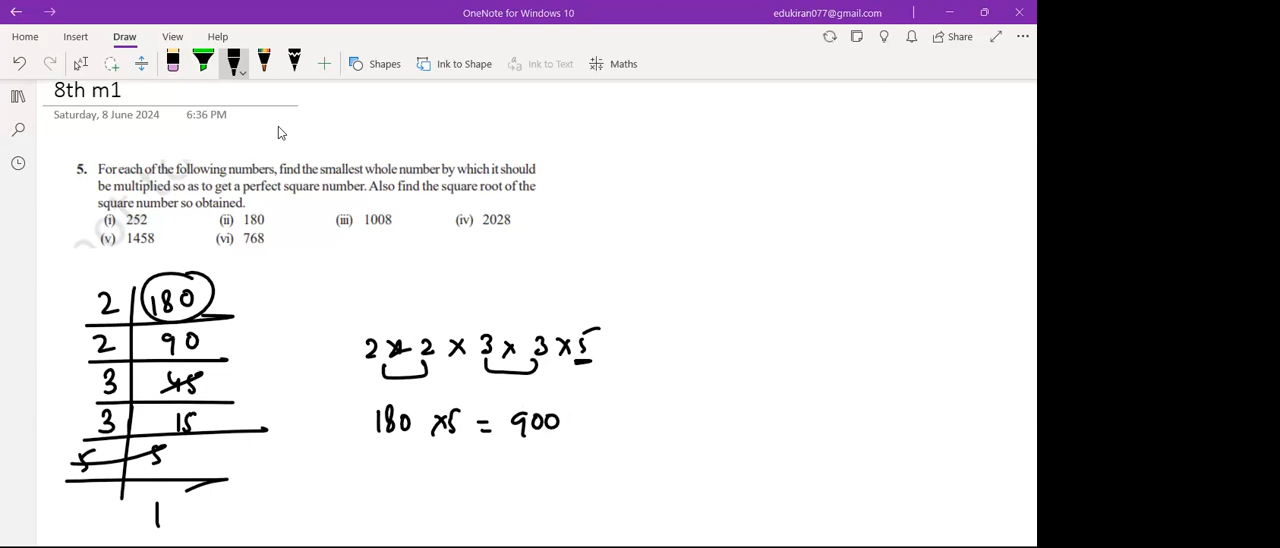 OneNote for Windows 10 edukiran077@gmail.com
Home Insert Draw View Help Share
Shapes Ink to Shape Ink to Text Maths
8th m1
Saturday, 8 June 2024 6:36 PM
5. For each of the following numbers, find the smallest whole number by which it should
be multiplied so as to get a perfect square number. Also find the square root of the
square number so obtained.
(i) 252 (ii) 180 (iii) 1008 (iv) 2028
(v) 1458 (vi) 768
2 180
2 90
3 45
3 15
5 5
1
2 × 2 × 3 × 3 × 5
180 × 5 = 900